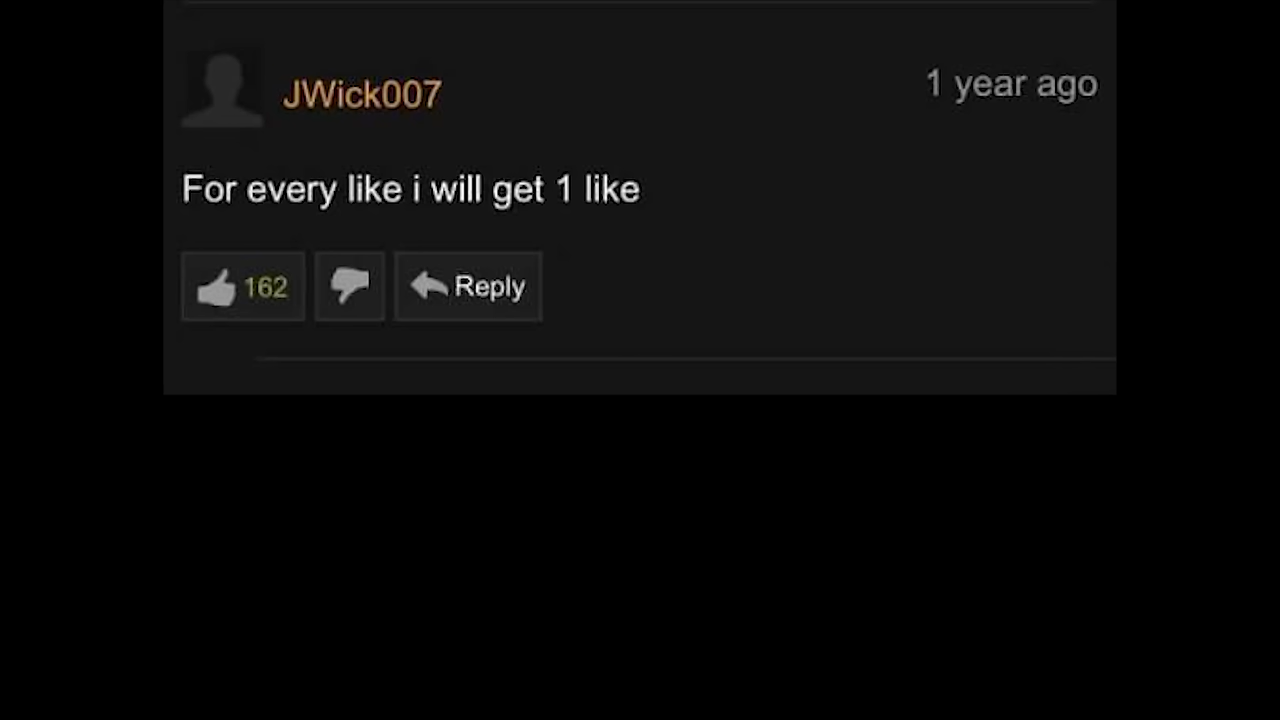 JWick007
1 year ago
For every like i will get 1 like
162
Reply